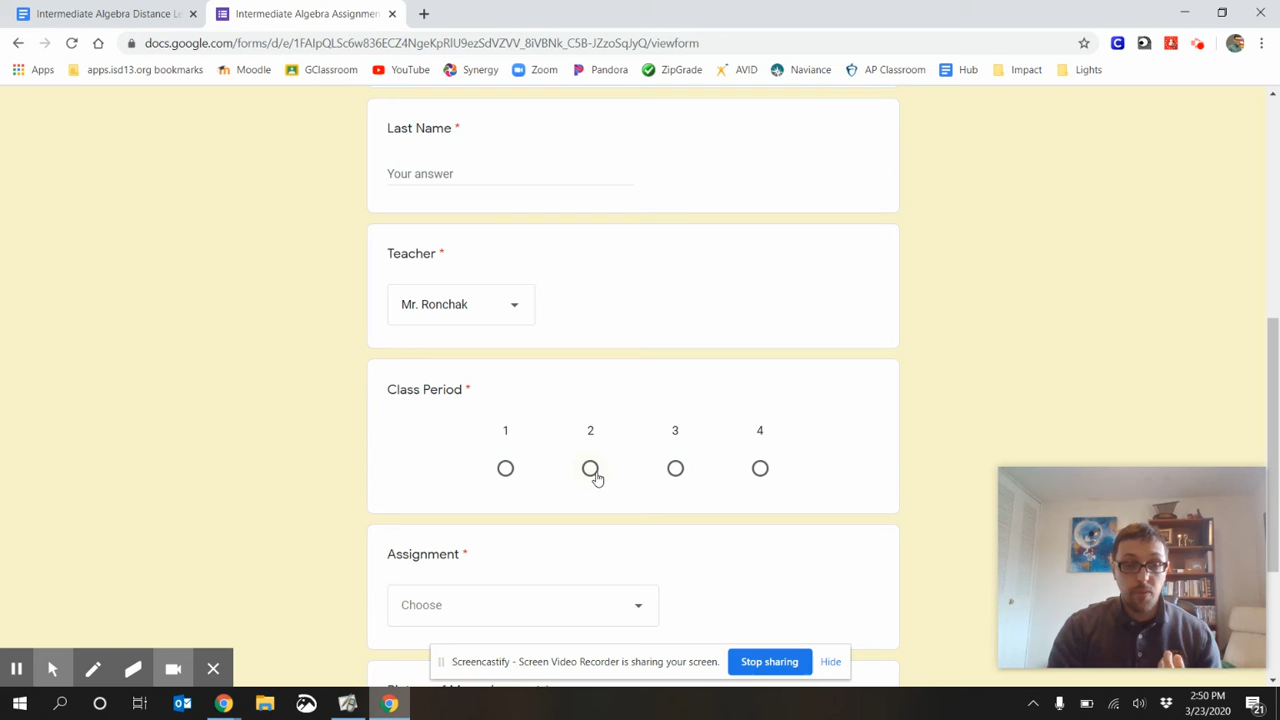 Intermediate Algebra Distance Le
Intermediate Algebra Assignmen
docs.google.com/forms/d/e/1FAIpQLSc6w836ECZ4NgeKpRlU9ezSdVZVV_8iVBNk_C5B-JZzoSqJyQ/viewform
Apps
apps.isd13.org bookmarks
Moodle
GClassroom
YouTube
Synergy
Zoom
Pandora
ZipGrade
AVID
Naviance
AP Classroom
Hub
Impact
Lights
Last Name *
Your answer
Teacher *
Mr. Ronchak
Class Period *
1 2 3 4
Assignment *
Choose
Screencastify - Screen Video Recorder is sharing your screen.
Stop sharing
Hide
2:50 PM
3/23/2020
21